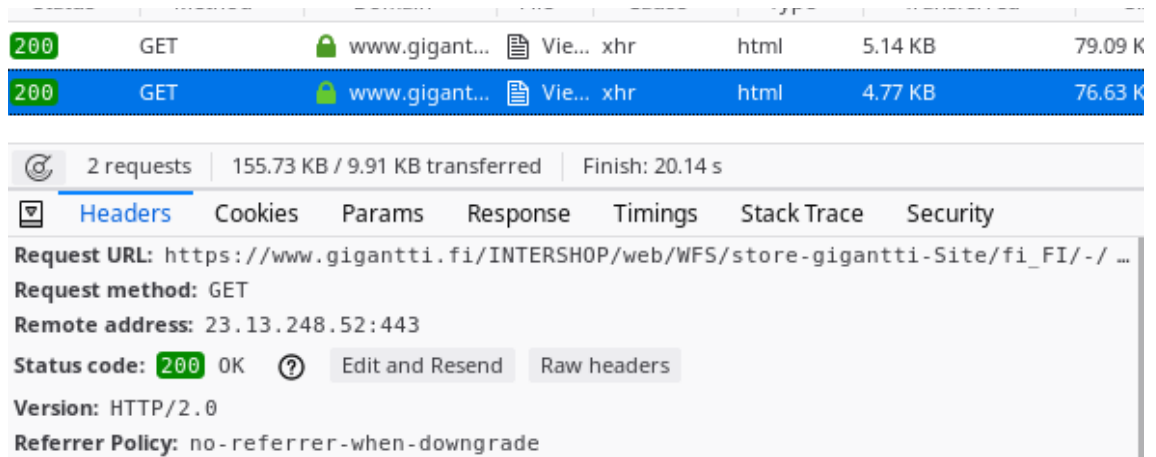 200 GET www.gigant... Vie... xhr html 5.14 KB 79.09 K
200 GET www.gigant... Vie... xhr html 4.77 KB 76.63 K
2 requests 155.73 KB / 9.91 KB transferred Finish: 20.14 s
Headers Cookies Params Response Timings Stack Trace Security
Request URL: https://www.gigantti.fi/INTERSHOP/web/WFS/store-gigantti-Site/fi_FI/-/ …
Request method: GET
Remote address: 23.13.248.52:443
Status code: 200 OK Edit and Resend Raw headers
Version: HTTP/2.0
Referrer Policy: no-referrer-when-downgrade